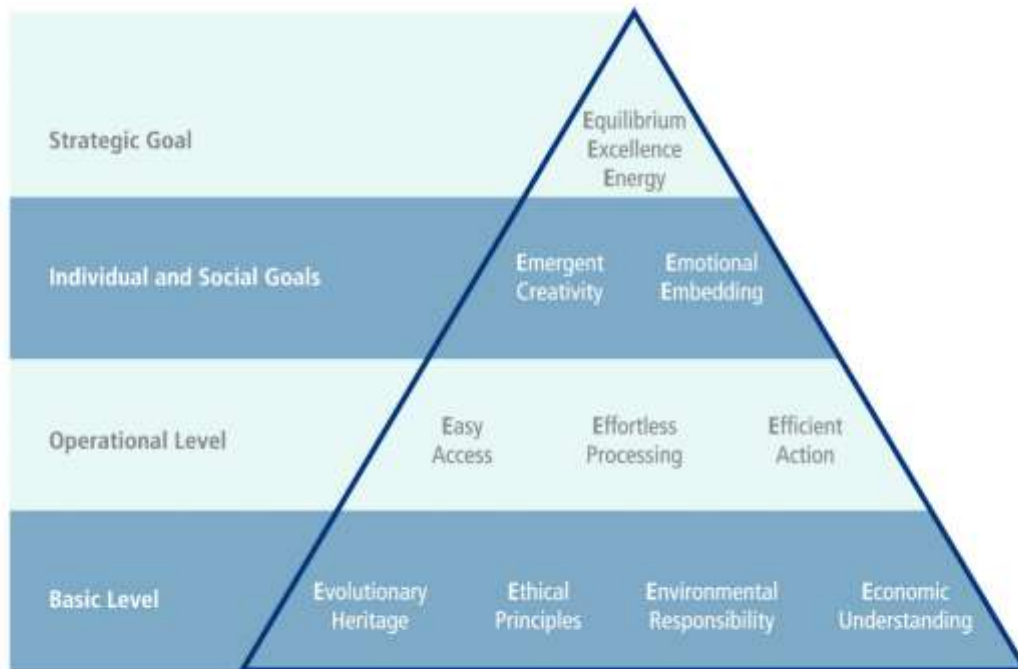 Strategic Goal
Equilibrium
Excellence
Energy
Individual and Social Goals
Emergent
Creativity
Emotional
Embedding
Operational Level
Easy
Access
Effortless
Processing
Efficient
Action
Basic Level
Evolutionary
Heritage
Ethical
Principles
Environmental
Responsibility
Economic
Understanding